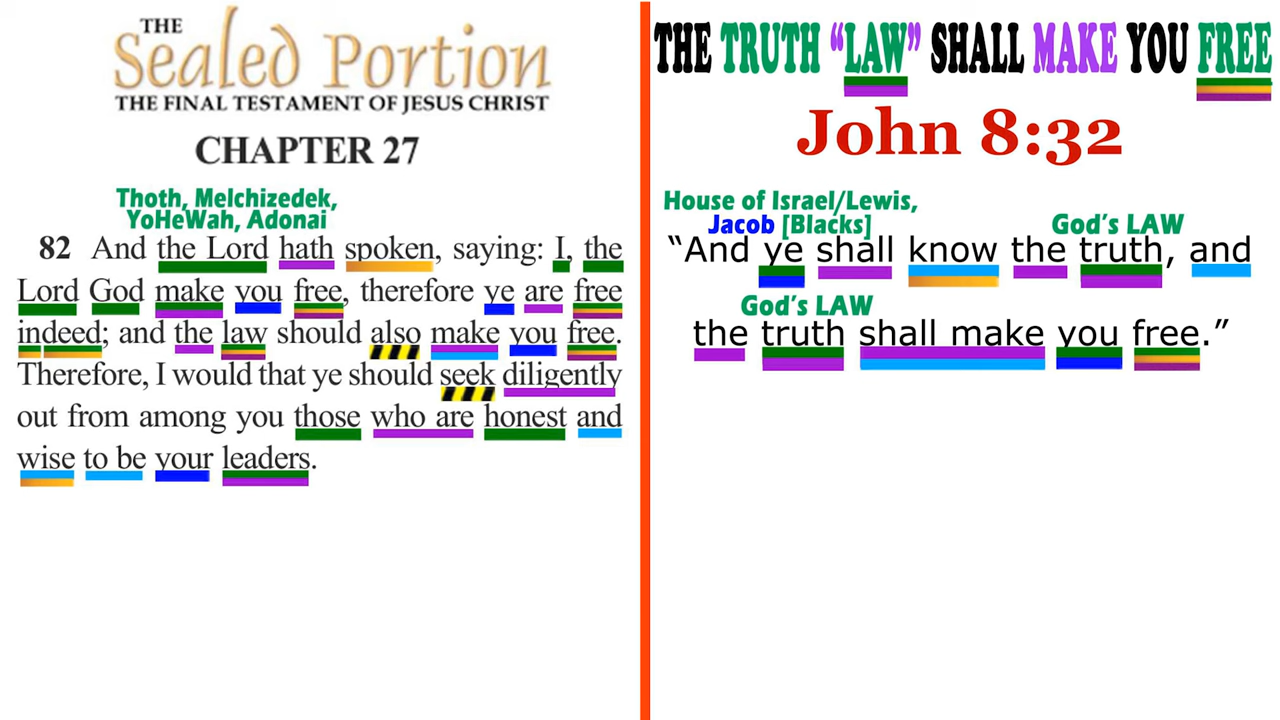 THE
Sealed Portion
THE FINAL TESTAMENT OF JESUS CHRIST
CHAPTER 27
Thoth, Melchizedek,
YoHeWah, Adonai
82 And the Lord hath spoken, saying: I, the
Lord God make you free, therefore ye are free
indeed; and the law should also make you free.
Therefore, I would that ye should seek diligently
out from among you those who are honest and
wise to be your leaders.
THE TRUTH “LAW” SHALL MAKE YOU FREE
John 8:32
House of Israel/Lewis,
Jacob [Blacks]
God's LAW
“And ye shall know the truth, and
God's LAW
the truth shall make you free.”